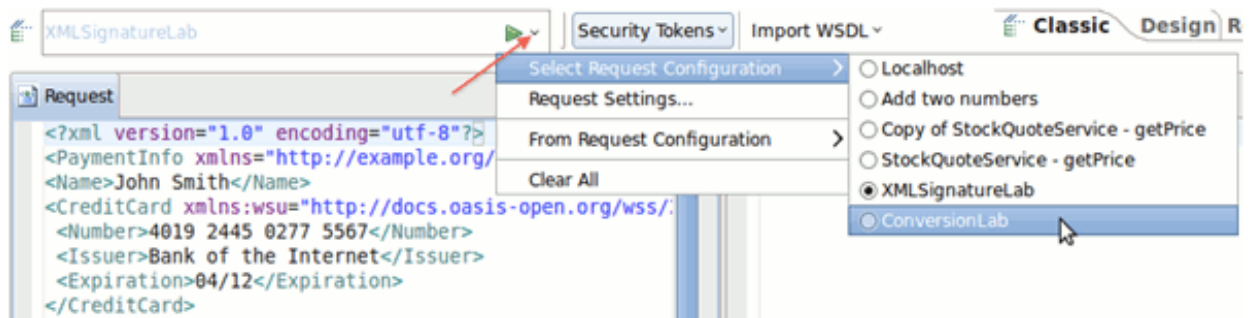 XMLSignatureLab
Security Tokens
Import WSDL
Classic
Design
R
Select Request Configuration
Request Settings...
From Request Configuration
Clear All
Localhost
Add two numbers
Copy of StockQuoteService - getPrice
StockQuoteService - getPrice
XMLSignatureLab
ConversionLab
Request
<?xml version="1.0" encoding="utf-8"?>
<PaymentInfo xmlns="http://example.org/
<Name>John Smith</Name>
<CreditCard xmlns:wsu="http://docs.oasis-open.org/wss/
<Number>4019 2445 0277 5567</Number>
<Issuer>Bank of the Internet</Issuer>
<Expiration>04/12</Expiration>
</CreditCard>